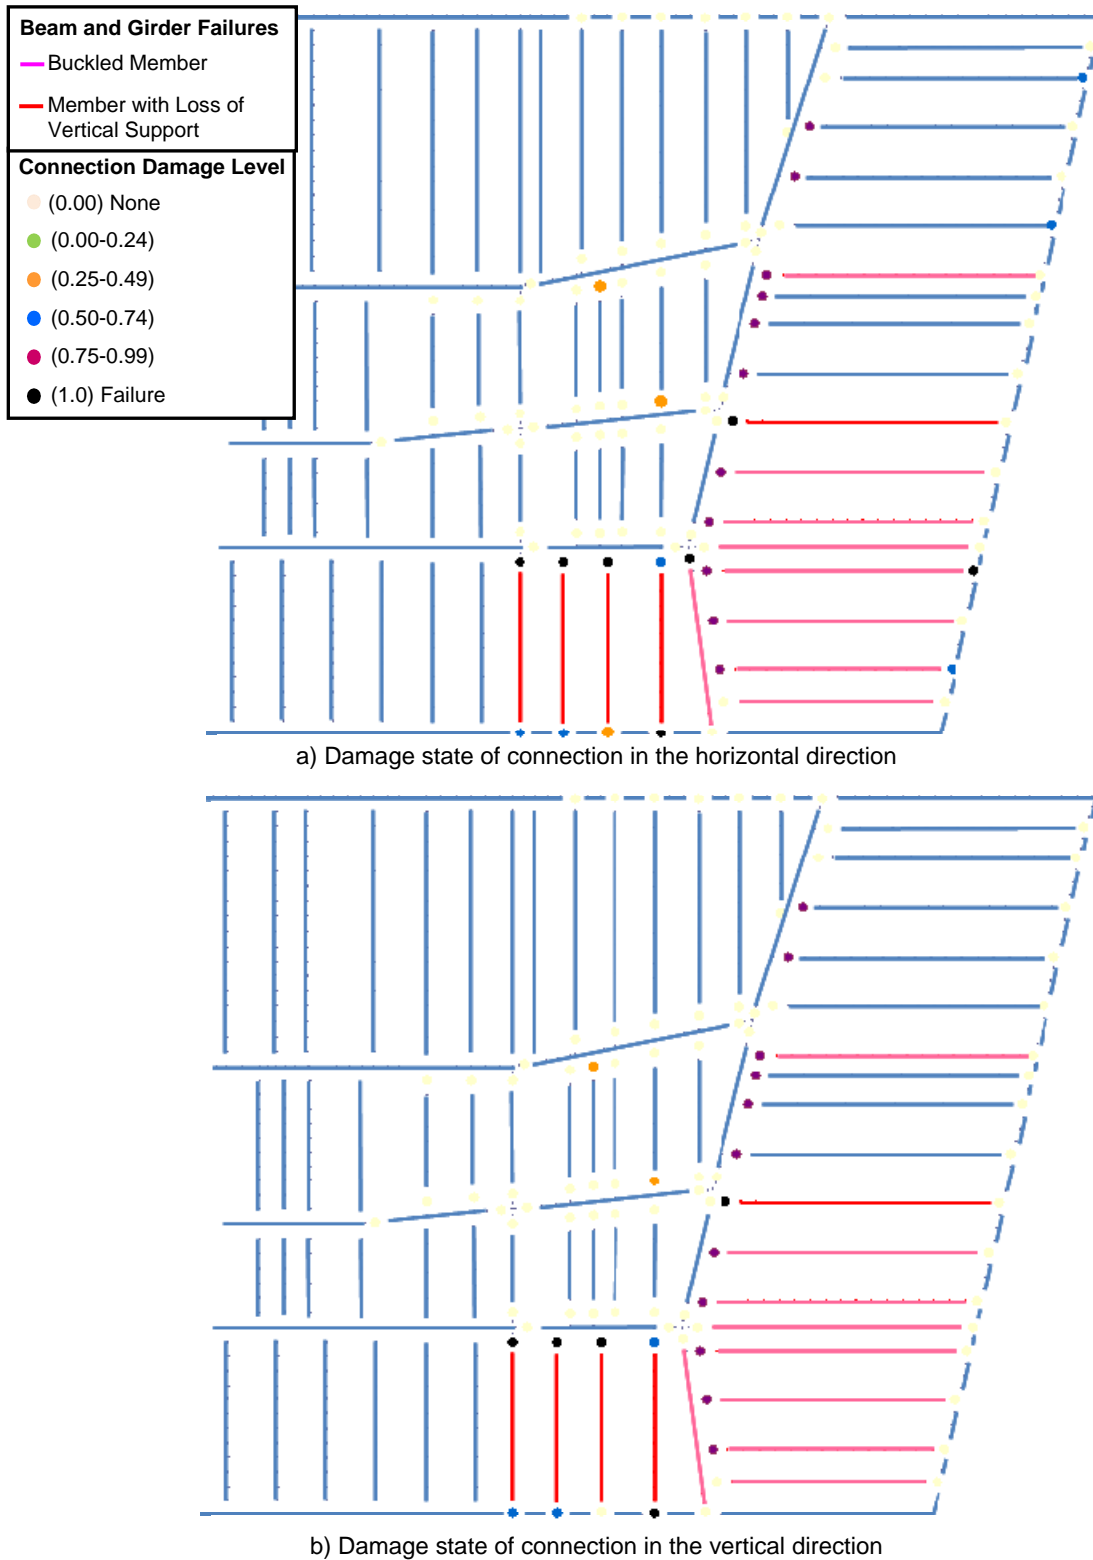 Beam and Girder Failures
Buckled Member
Member with Loss of
Vertical Support
Connection Damage Level
(0.00) None
(0.00-0.24)
(0.25-0.49)
(0.50-0.74)
(0.75-0.99)
(1.0) Failure
a) Damage state of connection in the horizontal direction
b) Damage state of connection in the vertical direction